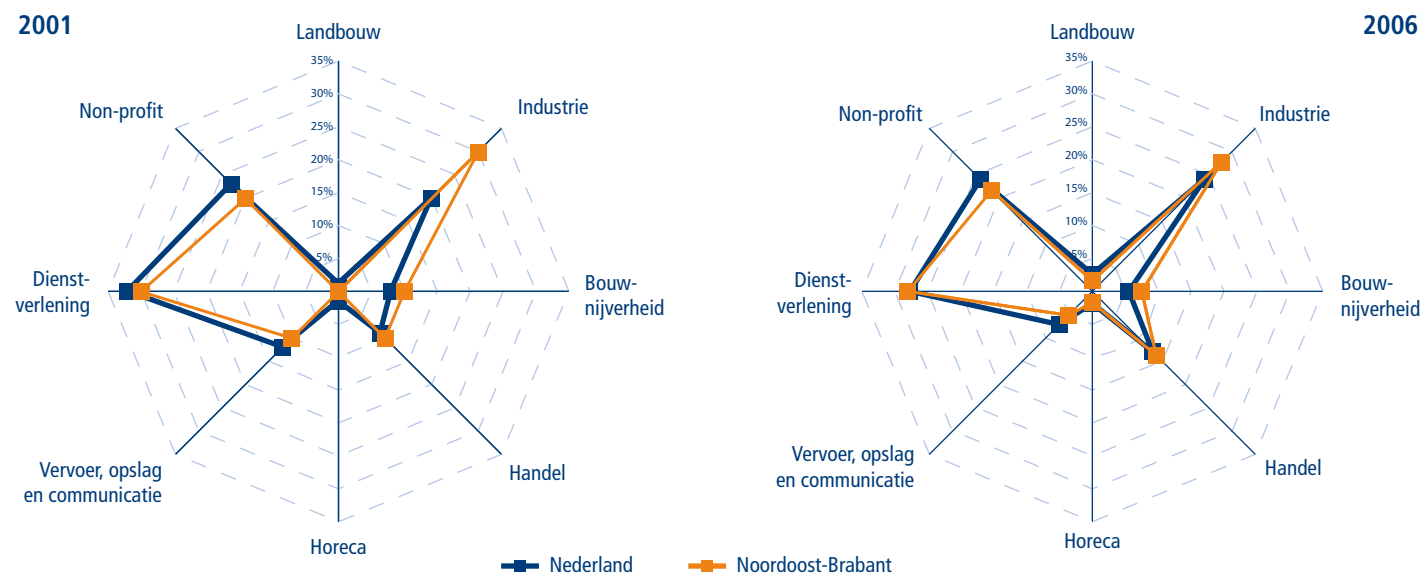 2001
2006
Landbouw
35%
30%
25%
20%
15%
10%
5%
Industrie
Bouw-
nijverheid
Handel
Horeca
Vervoer, opslag
en communicatie
Dienst-
verlening
Non-profit
Landbouw
35%
30%
25%
20%
15%
10%
5%
Industrie
Bouw-
nijverheid
Handel
Horeca
Vervoer, opslag
en communicatie
Dienst-
verlening
Non-profit
Nederland
Noordoost-Brabant